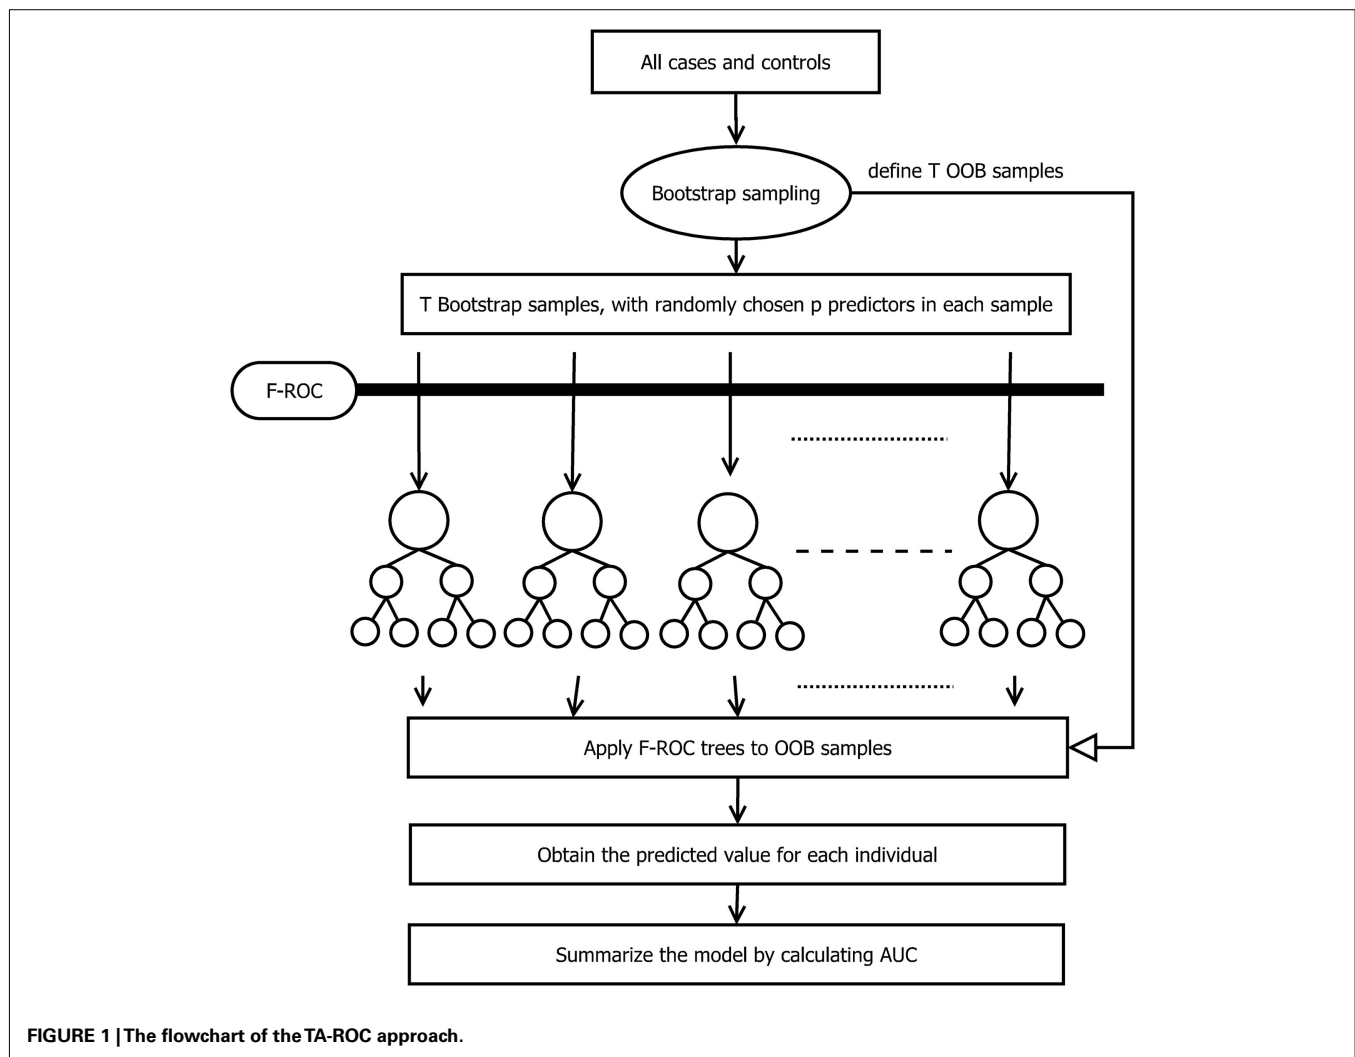 All cases and controls
define T OOB samples
Bootstrap sampling
T Bootstrap samples, with randomly chosen p predictors in each sample
F-ROC
Apply F-ROC trees to OOB samples
Obtain the predicted value for each individual
Summarize the model by calculating AUC
FIGURE 1 | The flowchart of the TA-ROC approach.